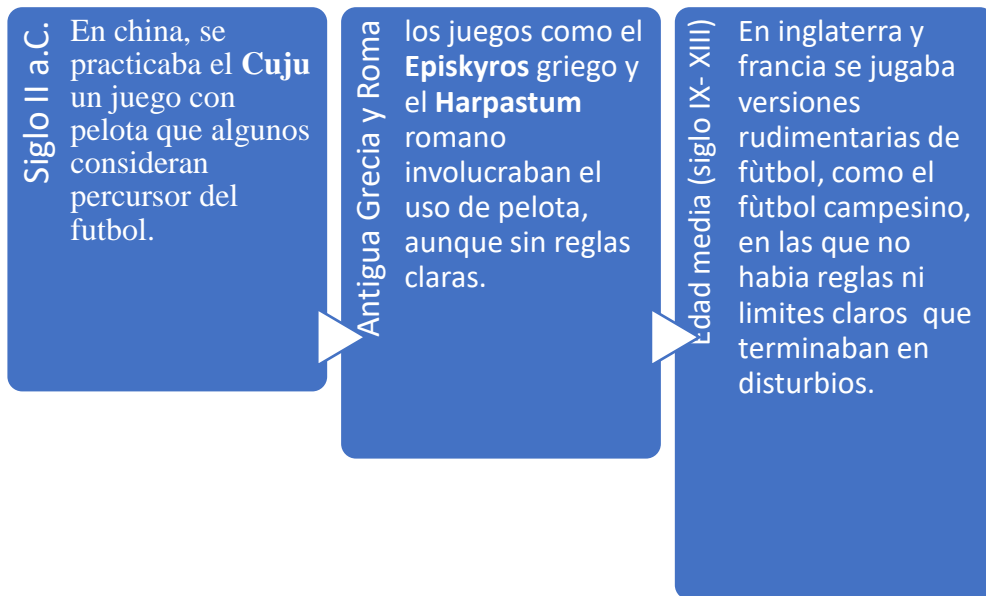 Siglo II a.C.
En china, se
practicaba el Cuju
un juego con
pelota que algunos
consideran
percursor del
futbol.
Antigua Grecia y Roma
los juegos como el
Episkyros griego y
el Harpastum
romano
involucraban el
uso de pelota,
aunque sin reglas
claras.
Edad media (siglo IX- XIII)
En inglaterra y
francia se jugaba
versiones
rudimentarias de
fùtbol, como el
fùtbol campesino,
en las que no
habia reglas ni
limites claros  que
terminaban en
disturbios.